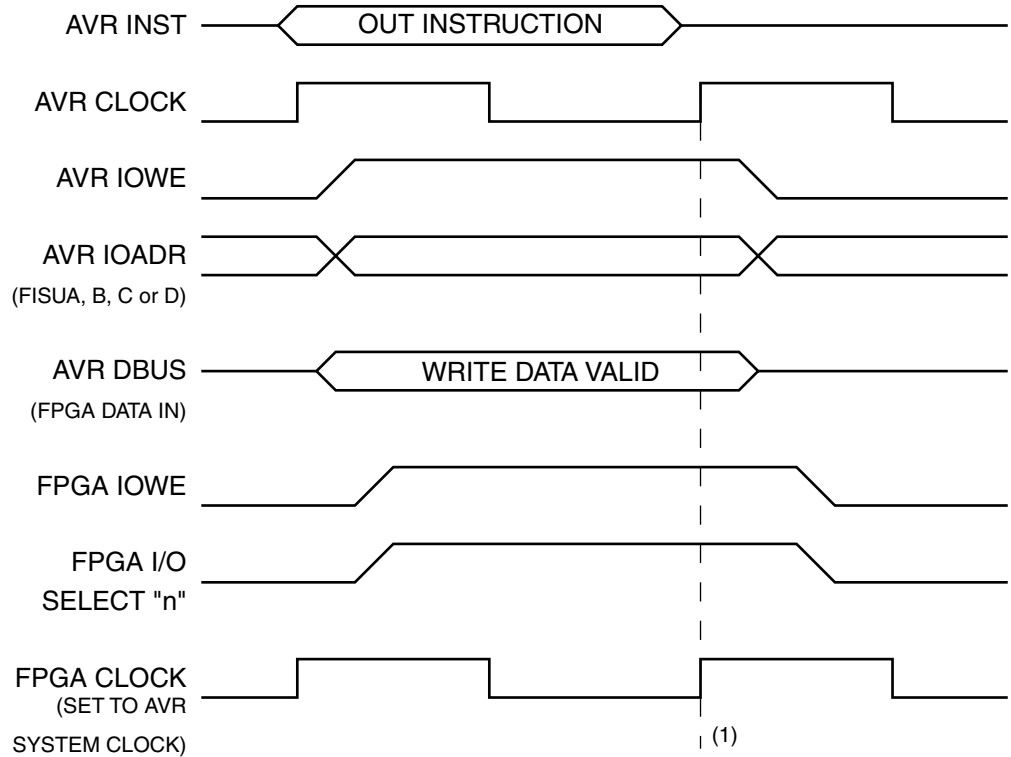 AVR INST
OUT INSTRUCTION
AVR CLOCK
AVR IOWE
AVR IOADR
(FISUA, B, C or D)
AVR DBUS
WRITE DATA VALID
(FPGA DATA IN)
FPGA IOWE
FPGA I/O
SELECT "n"
FPGA CLOCK
(SET TO AVR
SYSTEM CLOCK)
(1)